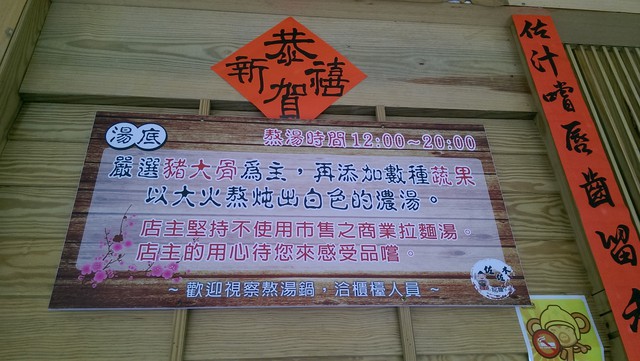 恭賀新禧
佐汁嚐唇齒留
湯底
熬湯時間12:00~20:00
嚴選豬大骨為主，再添加數種蔬果
以大火熬炖出白色的濃湯。
店主堅持不使用市售之商業拉麵湯。
店主的用心待您來感受品嚐。
~ 歡迎視察熬湯鍋，洽櫃檯人員 ~